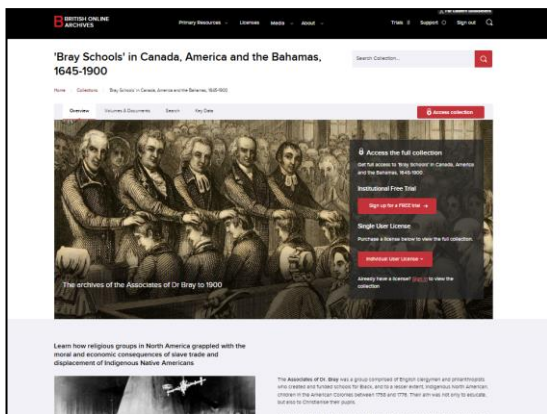 BRITISH ONLINE
ARCHIVES
Primary Resources
Licenses
Media
About
Trials
Support
Sign out
'Bray Schools' in Canada, America and the Bahamas,
1645-1900
Search Collection...
Home Collections 'Bray Schools' in Canada, America and the Bahamas, 1645-1900
Overview
Volumes & Documents
Search
Key Data
Access collection
Access the full collection
Get full access to 'Bray Schools' in Canada, America
and the Bahamas, 1645-1900.
Institutional Free Trial
Sign up for a FREE trial →
Single User License
Purchase a license below to view the full collection.
Individual User License
Already have a license? Sign in to view the
collection
The archives of the Associates of Dr Bray to 1900
Learn how religious groups in North America grappled with the
moral and economic consequences of slave trade and
displacement of Indigenous Native Americans
The Associates of Dr. Bray was a group comprised of English clergymen and philanthropists,
who created and funded schools for Black, and to a lesser extent, Indigenous North American,
children in the American Colonies between 1758 and 1776. Their aim was not only to educate,
but also to Christianise their pupils.